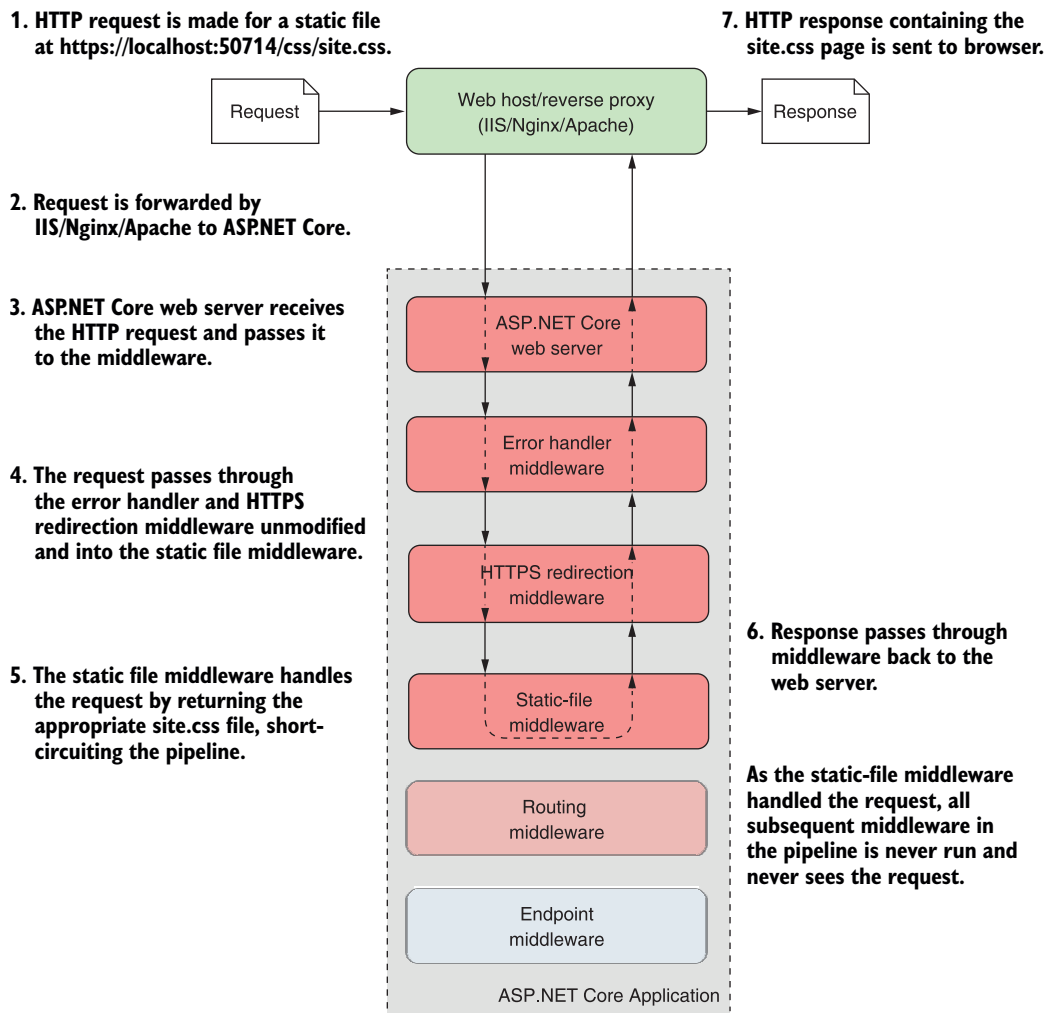 1. HTTP request is made for a static file
at https://localhost:50714/css/site.css.
7. HTTP response containing the
site.css page is sent to browser.
Request
Web host/reverse proxy
(IIS/Nginx/Apache)
Response
2. Request is forwarded by
IIS/Nginx/Apache to ASP.NET Core.
3. ASP.NET Core web server receives
the HTTP request and passes it
to the middleware.
ASP.NET Core
web server
Error handler
middleware
4. The request passes through
the error handler and HTTPS
redirection middleware unmodified
and into the static file middleware.
HTTPS redirection
middleware
6. Response passes through
middleware back to the
web server.
5. The static file middleware handles
the request by returning the
appropriate site.css file, short-
circuiting the pipeline.
Static-file
middleware
As the static-file middleware
handled the request, all
subsequent middleware in
the pipeline is never run and
never sees the request.
Routing
middleware
Endpoint
middleware
ASP.NET Core Application